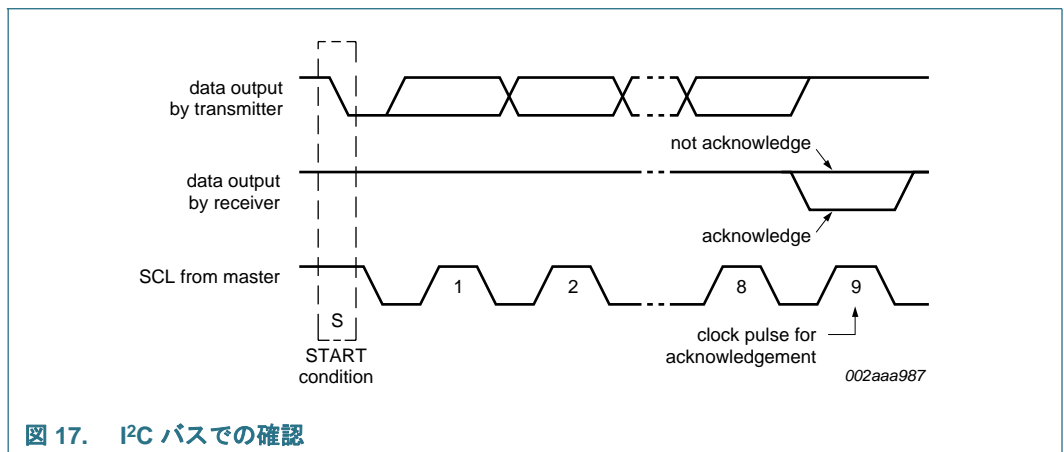 data output
by transmitter
not acknowledge
data output
by receiver
acknowledge
SCL from master
1
2
8
9
S
START
condition
clock pulse for
acknowledgement
002aaa987
図 17. I²C バスでの確認